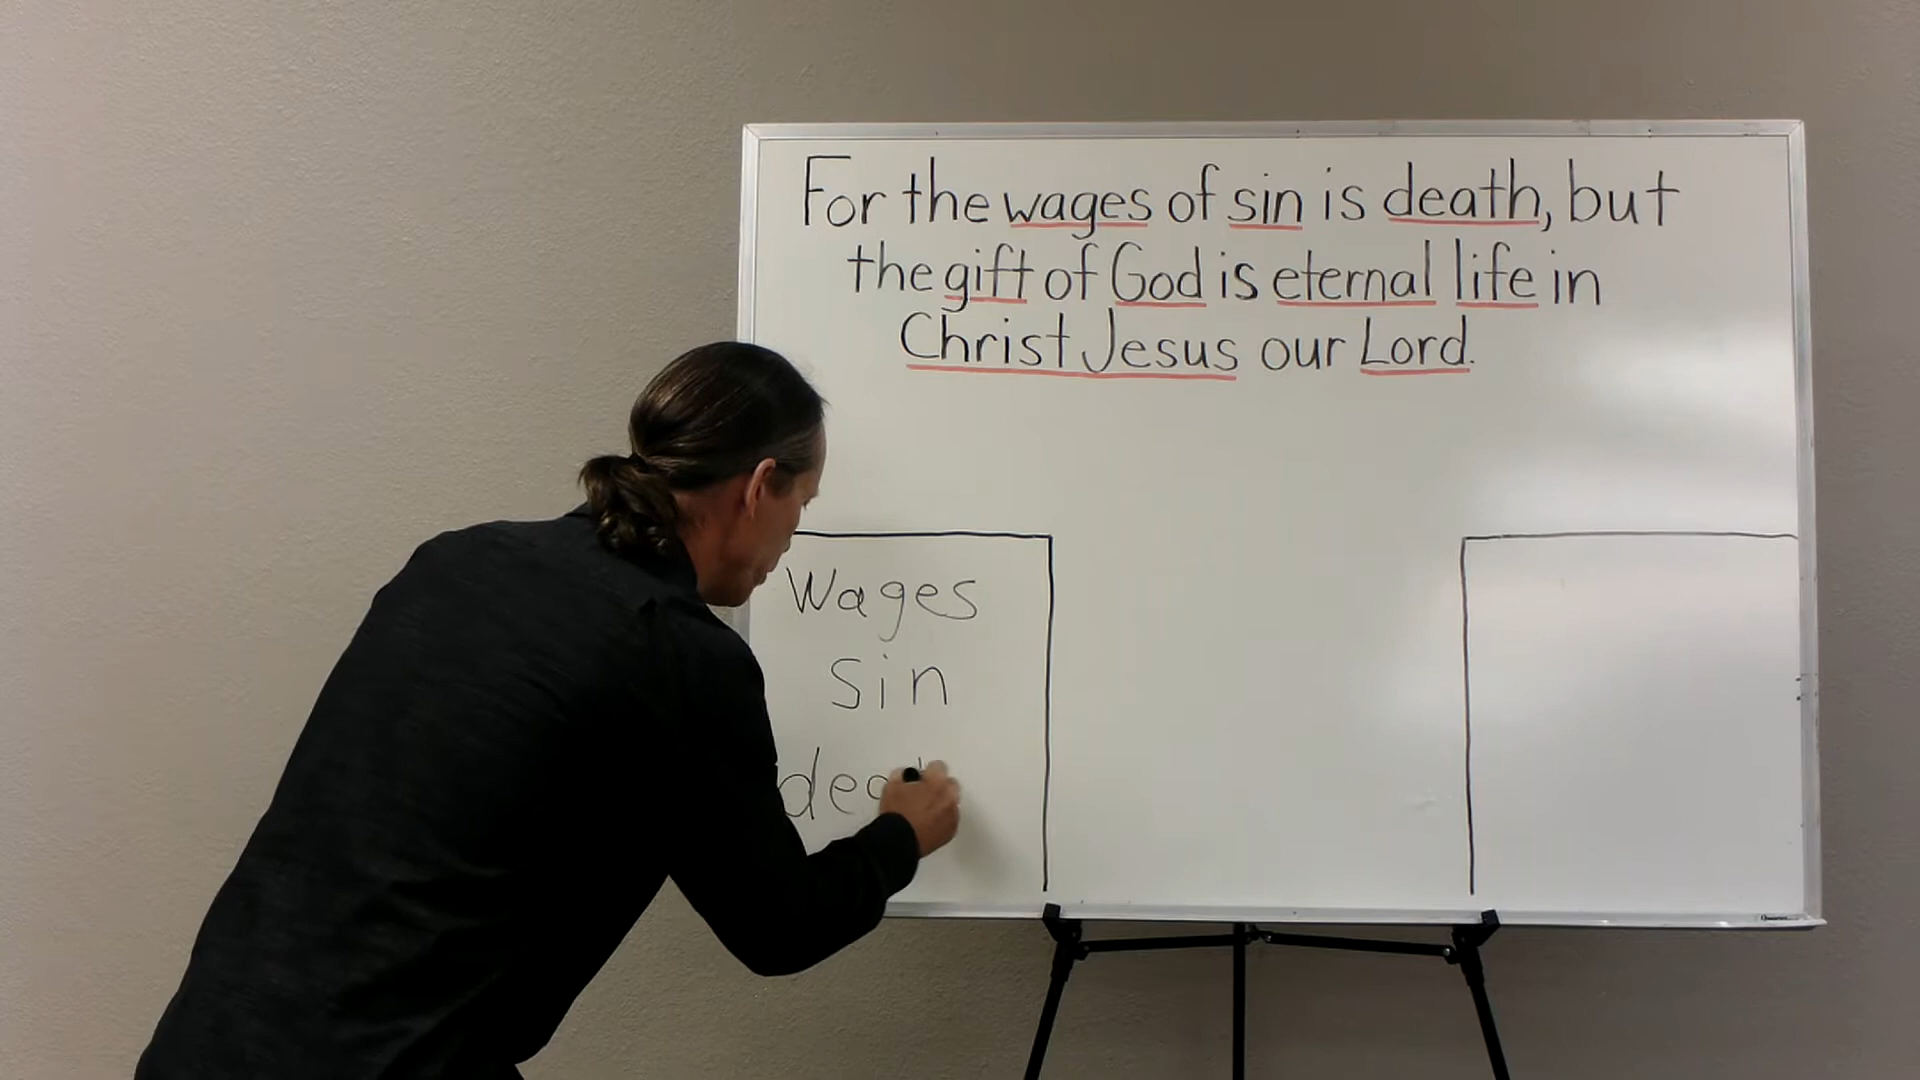 For the wages of sin is death, but
the gift of God is eternal life in
Christ Jesus our Lord.
Wages
Sin